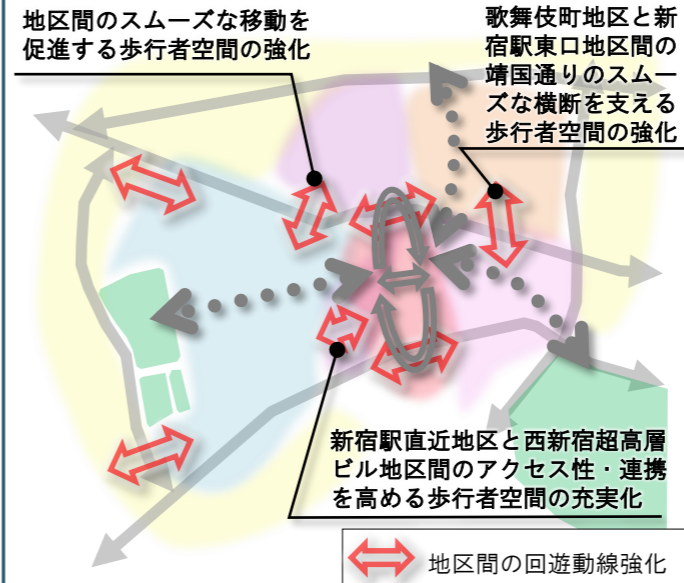 地区間のスムーズな移動を
促進する歩行者空間の強化
歌舞伎町地区と新
宿駅東口地区間の
靖国通りのスムー
ズな横断を支える
歩行者空間の強化
新宿駅直近地区と西新宿超高層
ビル地区間のアクセス性・連携
を高める歩行者空間の充実化
地区間の回遊動線強化